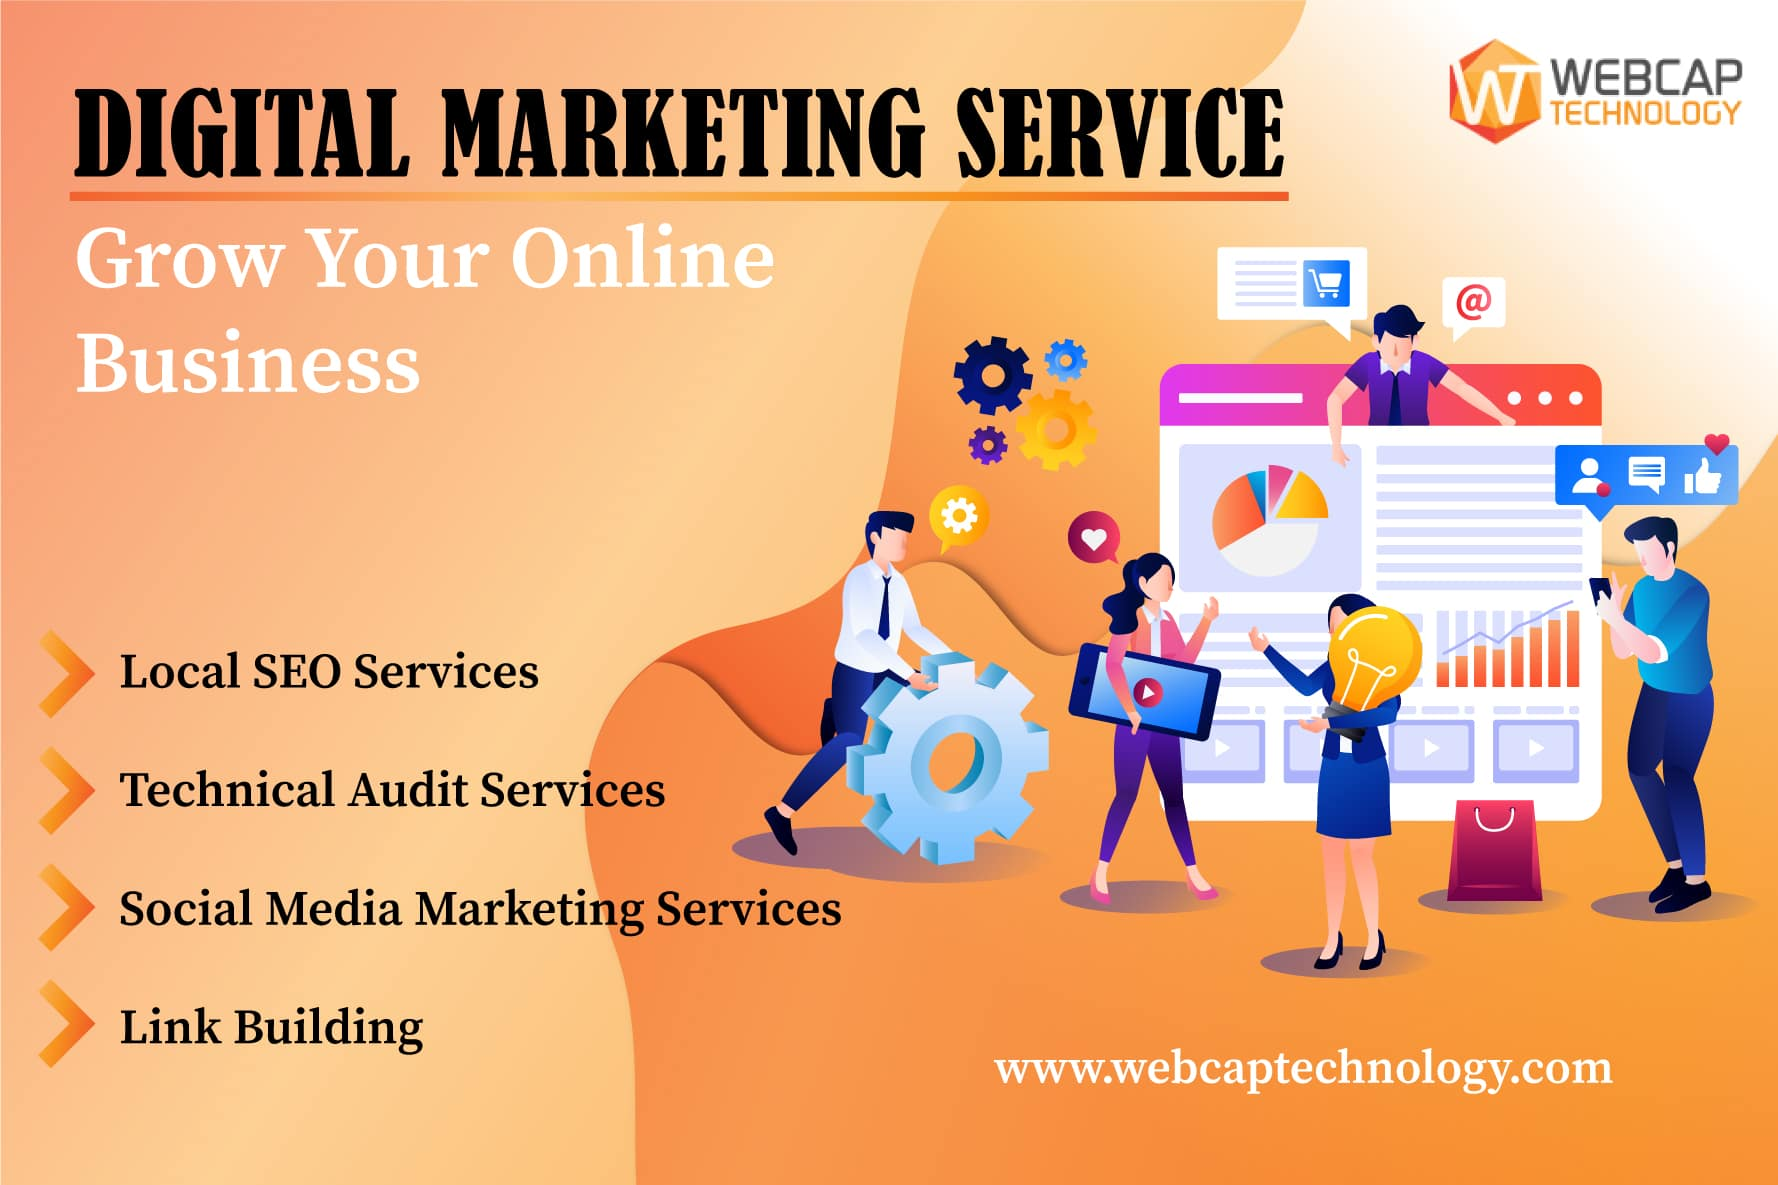 DIGITAL MARKETING SERVICE
WEBCAP
TECHNOLOGY
WT
Grow Your Online
Business
@
Local SEO Services
Technical Audit Services
Social Media Marketing Services
Link Building
www.webcaptechnology.com